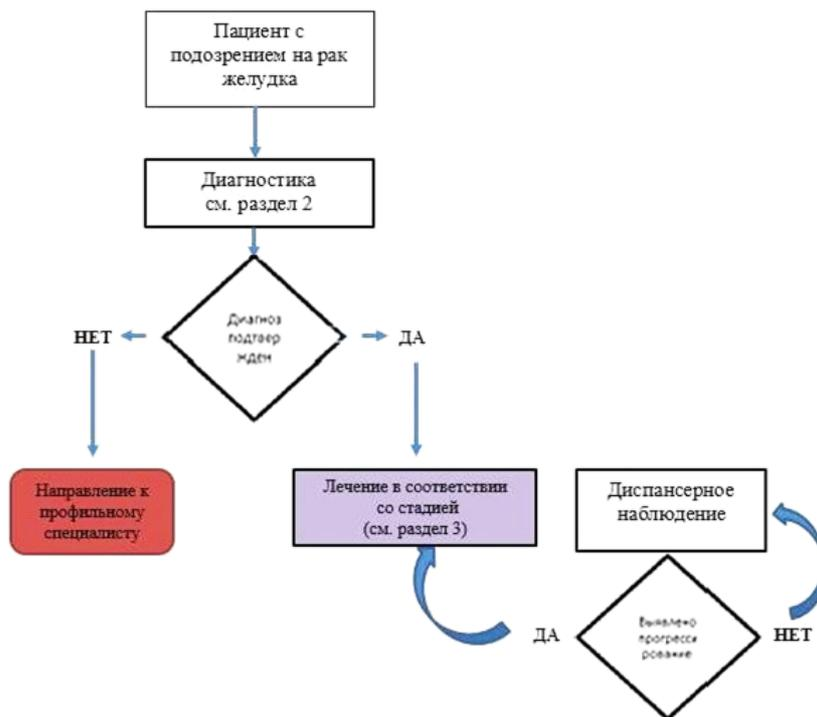 Пациент с
подозрением на рак
желудка
Диагностика
см. раздел 2
Диагноз
подтвер
жден
НЕТ
ДА
Направление к
профильному
специалисту
Лечение в соответствии
со стадией
(см. раздел 3)
Диспансерное
наблюдение
Выявлено
прогресси
рование
ДА
НЕТ